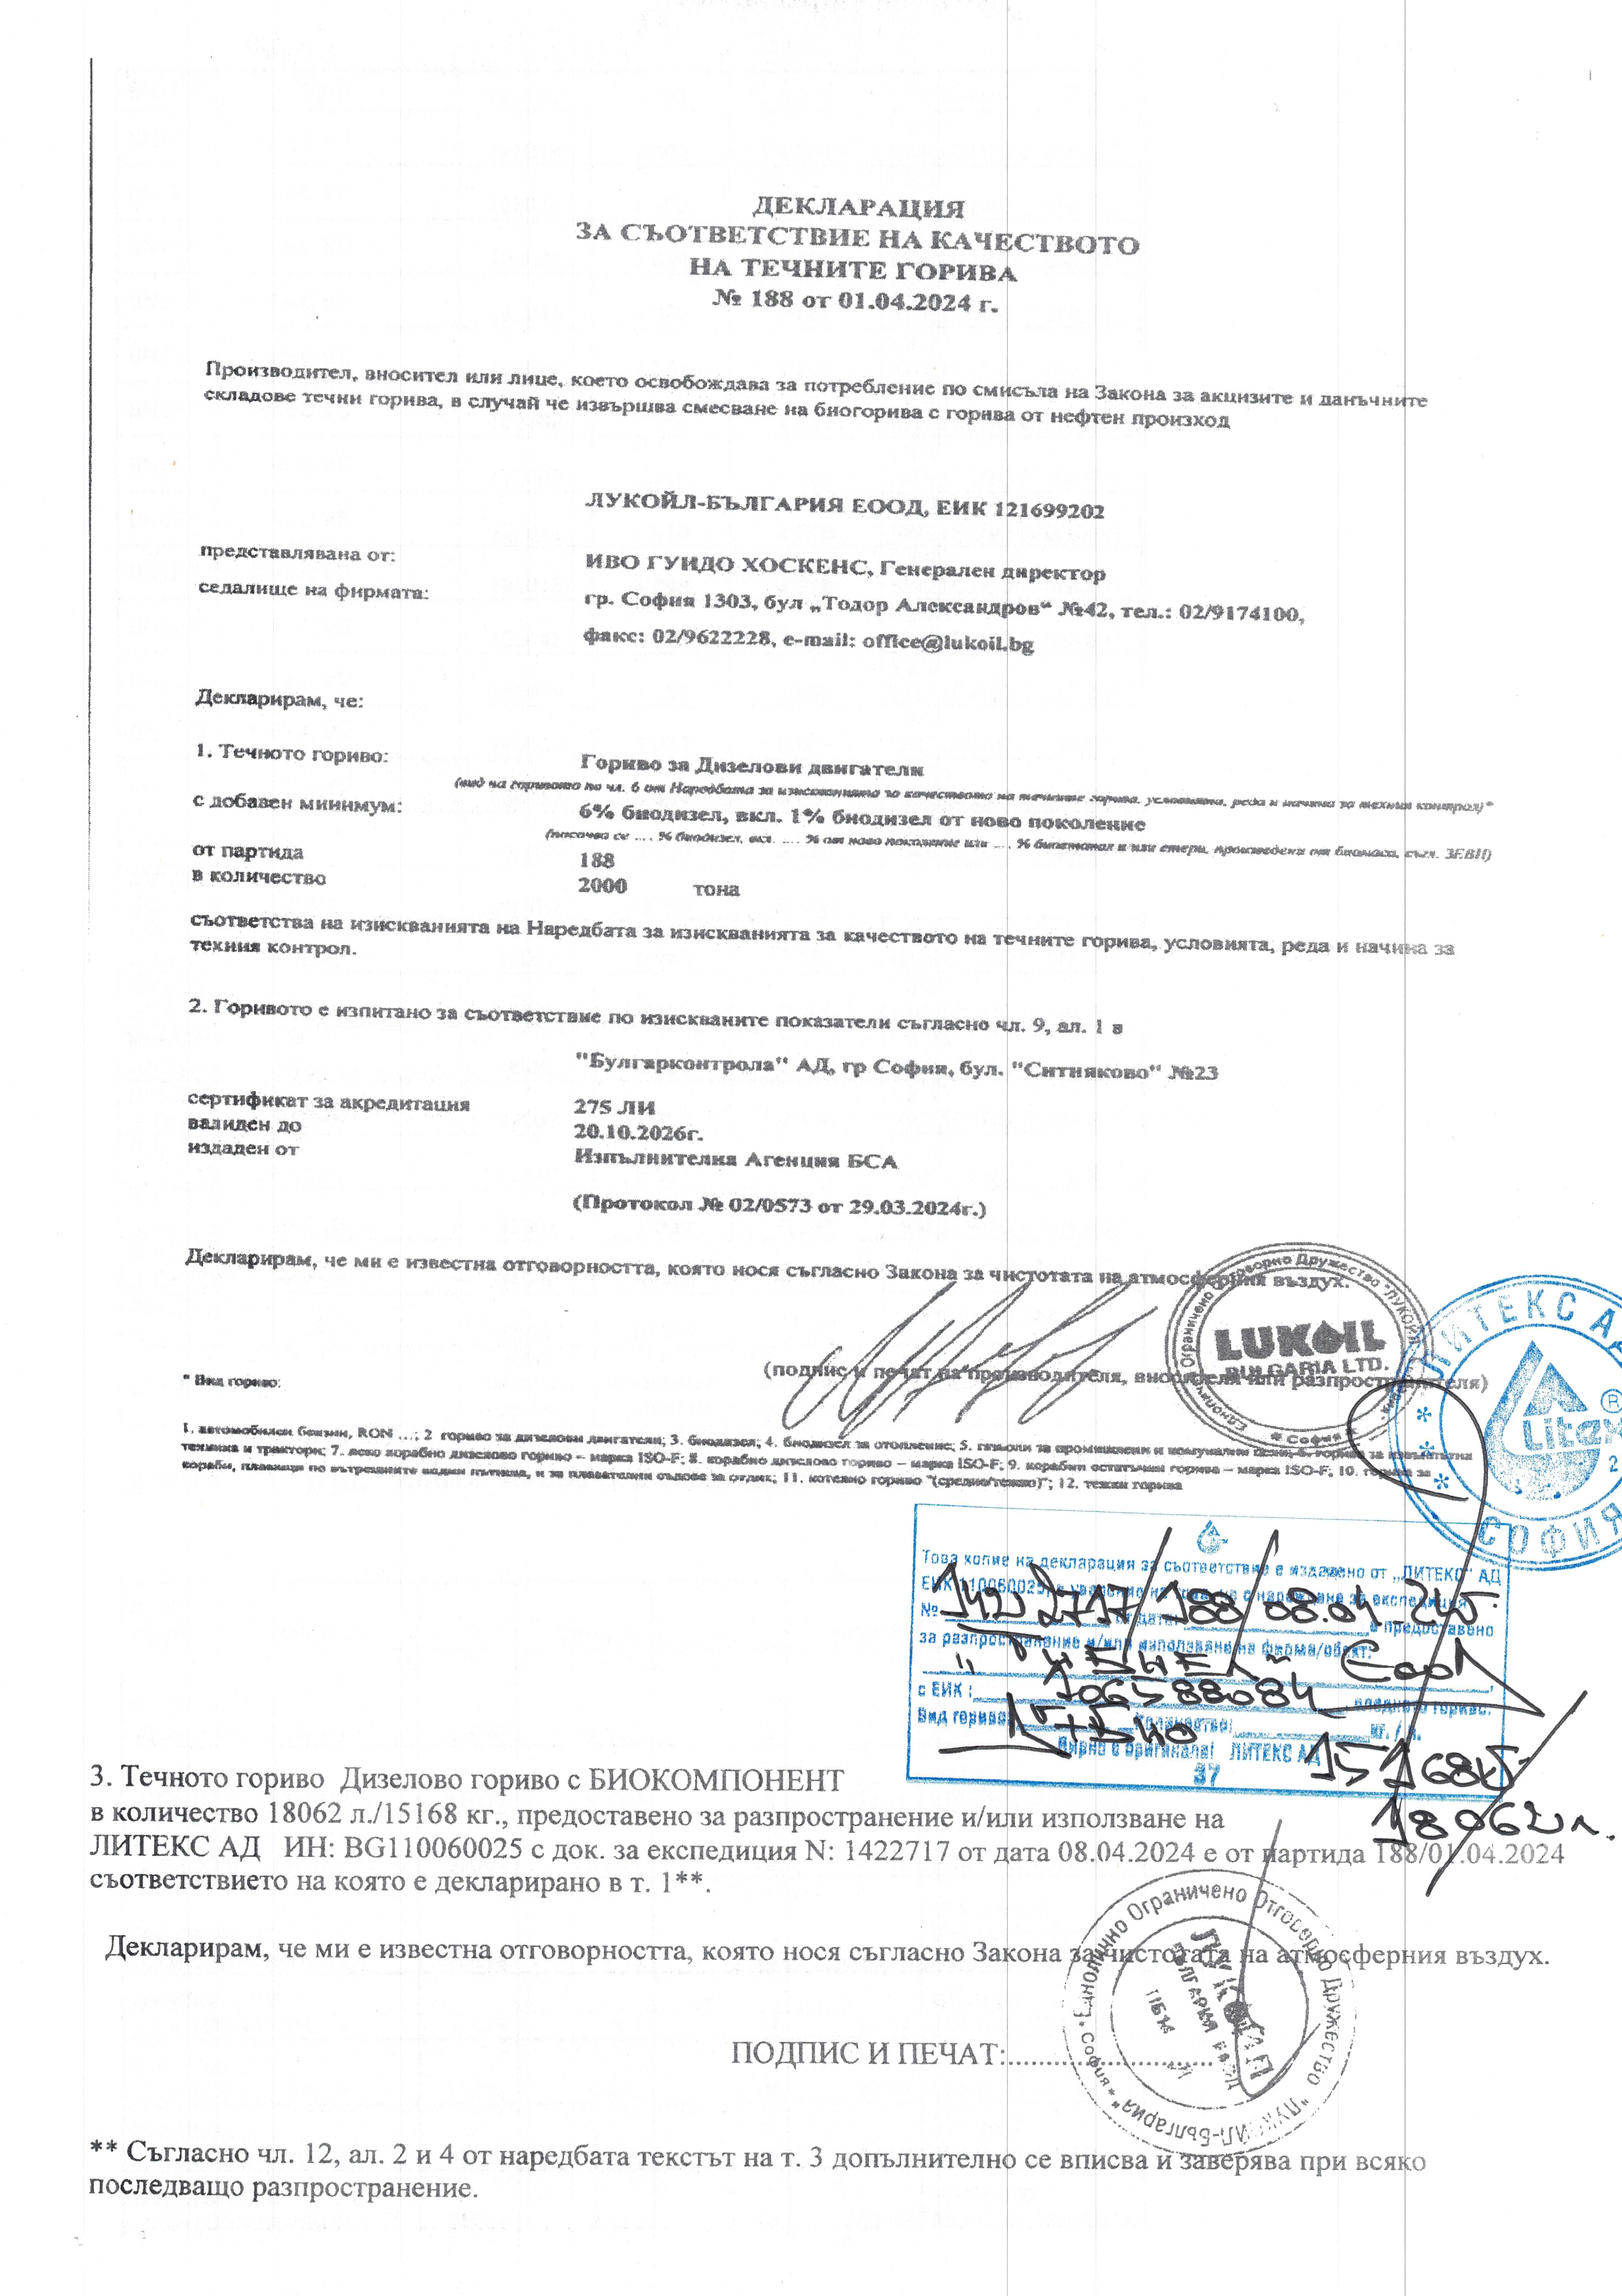 ДЕКЛАРАЦИЯ
ЗА СЪОТВЕТСТВИЕ НА КАЧЕСТВОТО
НА ТЕЧНИТЕ ГОРИВА
№ 188 от 01.04.2024 г.
Производител, вносител или лице, което освобождава за потребление по смисъла на Закона за акцизите и данъчните
складове течни горива, в случай че извършва смесване на биогорива с горива от нефтен произход
ЛУКОЙЛ-БЪЛГАРИЯ ЕООД, ЕИК 121699202
представлявана от: ИВО ГУИДО ХОСКЕНС, Генерален директор
седалище на фирмата: гр. София 1303, бул „Тодор Александров“ №42, тел.: 02/9174100,
факс: 02/9622228, e-mail: office@lukoil.bg
Декларирам, че:
1. Течното гориво: Гориво за Дизелови двигатели
(вид на горивото по чл. 6 от Наредбата за изискванията за качеството на течните горива, условията, реда и начина за техния контрол)*
с добавен минимум: 6% биодизел, вкл. 1% биодизел от ново поколение
(посочва се .... % биодизел, вкл. .... % от ново поколение или .... % биоетанол и или етери, произведени от биомаса, съгл. ЗЕВИ)
от партида 188
в количество 2000 тона
съответства на изискванията на Наредбата за изискванията за качеството на течните горива, условията, реда и начина за
техния контрол.
2. Горивото е изпитано за съответствие по изискваните показатели съгласно чл. 9, ал. 1 в
"Булгарконтрола" АД, гр София, бул. "Ситняково" №23
сертификат за акредитация 275 ЛИ
валиден до 20.10.2026г.
издаден от Изпълнителна Агенция БСА
(Протокол № 02/0573 от 29.03.2024г.)
Декларирам, че ми е известна отговорността, която нося съгласно Закона за чистотата на атмосферния въздух.
LUKOIL
BULGARIA LTD.
София
ЛИТЕКС АД
Litex
®
2
СОФИЯ
(подпис и печат на производителя, вносителя или разпространителя)
* Вид гориво:
1. автомобилен бензин, RON ...; 2 гориво за дизелови двигатели; 3. биодизел; 4. биодизел за отопление; 5. газьоли за промишлени и комунални цели; 6. гориво за извънпътна
техника и трактори; 7. леко корабно дизелово гориво – марка ISO-F; 8. корабно дизелово гориво – марка ISO-F; 9. корабни остатъчни горива – марка ISO-F; 10. горива за
кораби, плаващи по вътрешните водни пътища, и за плавателни съдове за отдих; 11. котелно гориво "(средно/тежко)"; 12. тежки горива
Това копие на декларация за съответствие е издадено от „ЛИТЕКС" АД
ЕИК 110060025,
№ 1422717/188/08.04.24г. от дата: и предоставено
за разпространение и/или използване на фирма/обект:
ЕООД
с ЕИК: 106588084
Вид гориво: Количество: кг. / л.
Вярно с оригинала! ЛИТЕКС АД
37
15168кг
18062л.
3. Течното гориво Дизелово гориво с БИОКОМПОНЕНТ
в количество 18062 л./15168 кг., предоставено за разпространение и/или използване на
ЛИТЕКС АД ИН: BG110060025 с док. за експедиция N: 1422717 от дата 08.04.2024 е от партида 188/01.04.2024
съответствието на която е декларирано в т. 1**.
Декларирам, че ми е известна отговорността, която нося съгласно Закона за чистотата на атмосферния въздух.
ПОДПИС И ПЕЧАТ:............................
Еднолично Ограничено Отговорно Дружество "ЛУКОЙЛ-България" * София *
ЛУКОЙЛ
** Съгласно чл. 12, ал. 2 и 4 от наредбата текстът на т. 3 допълнително се вписва и заверява при всяко
последващо разпространение.